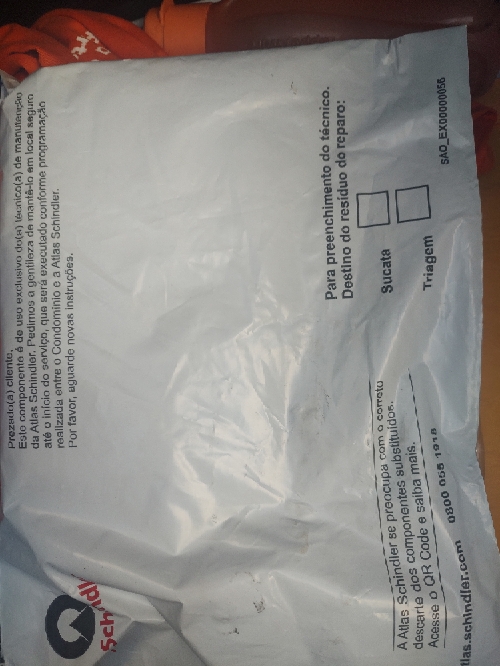 Prezado(a) cliente,
Este componente é de uso exclusivo do(a) técnico(a) de manutenção
da Atlas Schindler. Pedimos a gentileza de mantê-lo em local seguro
até o início do serviço, que será executado conforme programação
realizada entre o Condomínio e a Atlas Schindler.
Por favor, aguarde novas instruções.
Para preenchimento do técnico.
Destino do resíduo do reparo:
Sucata
Triagem
SAO_EX00000056
Schindl
A Atlas Schindler se preocupa com o correto
descarte dos componentes substituídos.
Acesse o QR Code e saiba mais.
tlas.schindler.com 0800 055 1918